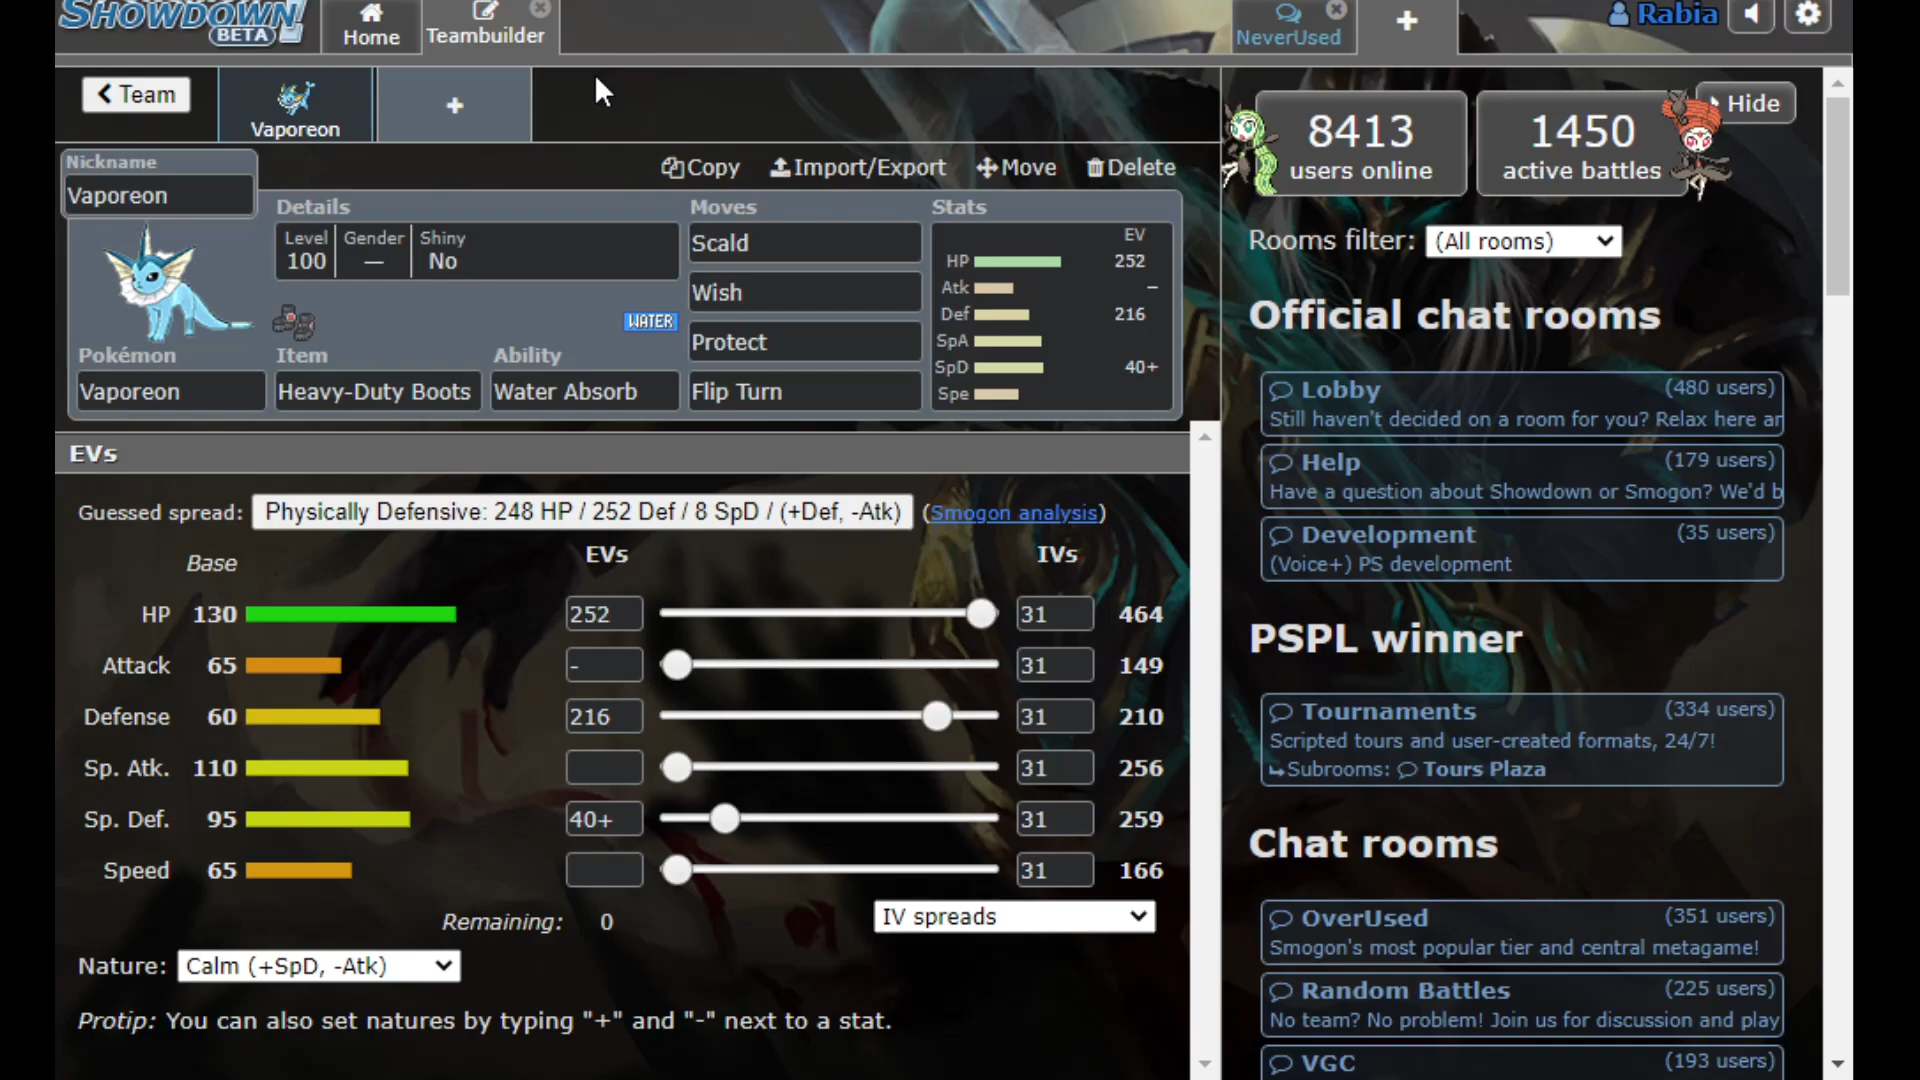 SHOWDOWN!
BETA
Home
Teambuilder
NeverUsed
+
Rabia
Team
Vaporeon
+
8413
users online
1450
active battles
Hide
Nickname
Vaporeon
Copy Import/Export Move Delete
Details
Level Gender Shiny
100 — No
WATER
Pokémon Item Ability
Vaporeon Heavy-Duty Boots Water Absorb
Moves
Scald
Wish
Protect
Flip Turn
Stats
EV
HP 252
Atk −
Def 216
SpA
SpD 40+
Spe
Rooms filter: (All rooms)
Official chat rooms
Lobby (480 users)
Still haven't decided on a room for you? Relax here ar
Help (179 users)
Have a question about Showdown or Smogon? We'd b
Development (35 users)
(Voice+) PS development
PSPL winner
Tournaments (334 users)
Scripted tours and user-created formats, 24/7!
↳Subrooms: Tours Plaza
Chat rooms
OverUsed (351 users)
Smogon's most popular tier and central metagame!
Random Battles (225 users)
No team? No problem! Join us for discussion and play
VGC (193 users)
EVs
Guessed spread: Physically Defensive: 248 HP / 252 Def / 8 SpD / (+Def, -Atk) (Smogon analysis)
Base EVs IVs
HP 130 252 31 464
Attack 65 - 31 149
Defense 60 216 31 210
Sp. Atk. 110 31 256
Sp. Def. 95 40+ 31 259
Speed 65 31 166
Remaining: 0 IV spreads
Nature: Calm (+SpD, -Atk)
Protip: You can also set natures by typing "+" and "-" next to a stat.